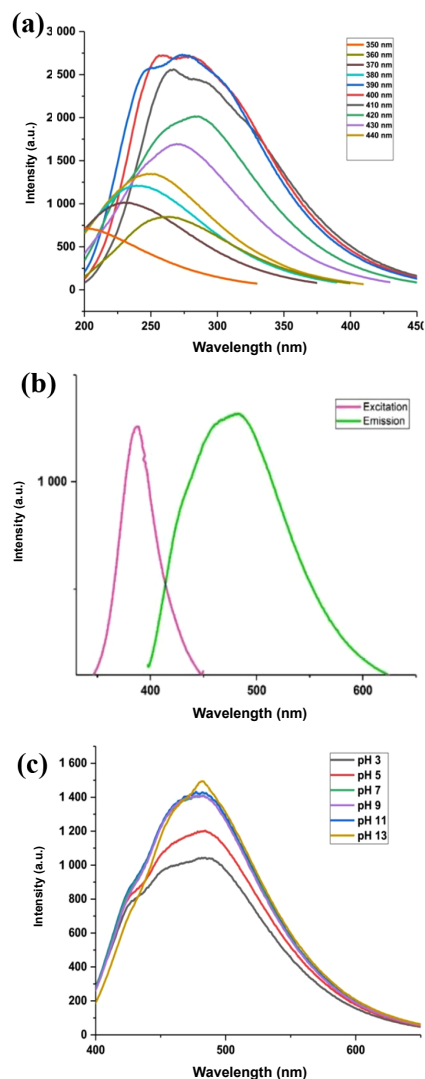 (a)
3 000
2 500
2 000
1 500
1 000
500
0
Intensity (a.u.)
350 nm
360 nm
370 nm
380 nm
390 nm
400 nm
410 nm
420 nm
430 nm
440 nm
200 250 300 350 400 450
Wavelength (nm)
(b)
Excitation
Emission
1 000
Intensity (a.u.)
400 500 600
Wavelength (nm)
(c)
1 600
1 400
1 200
1 000
800
600
400
200
0
Intensity (a.u.)
pH 3
pH 5
pH 7
pH 9
pH 11
pH 13
400 500 600
Wavelength (nm)